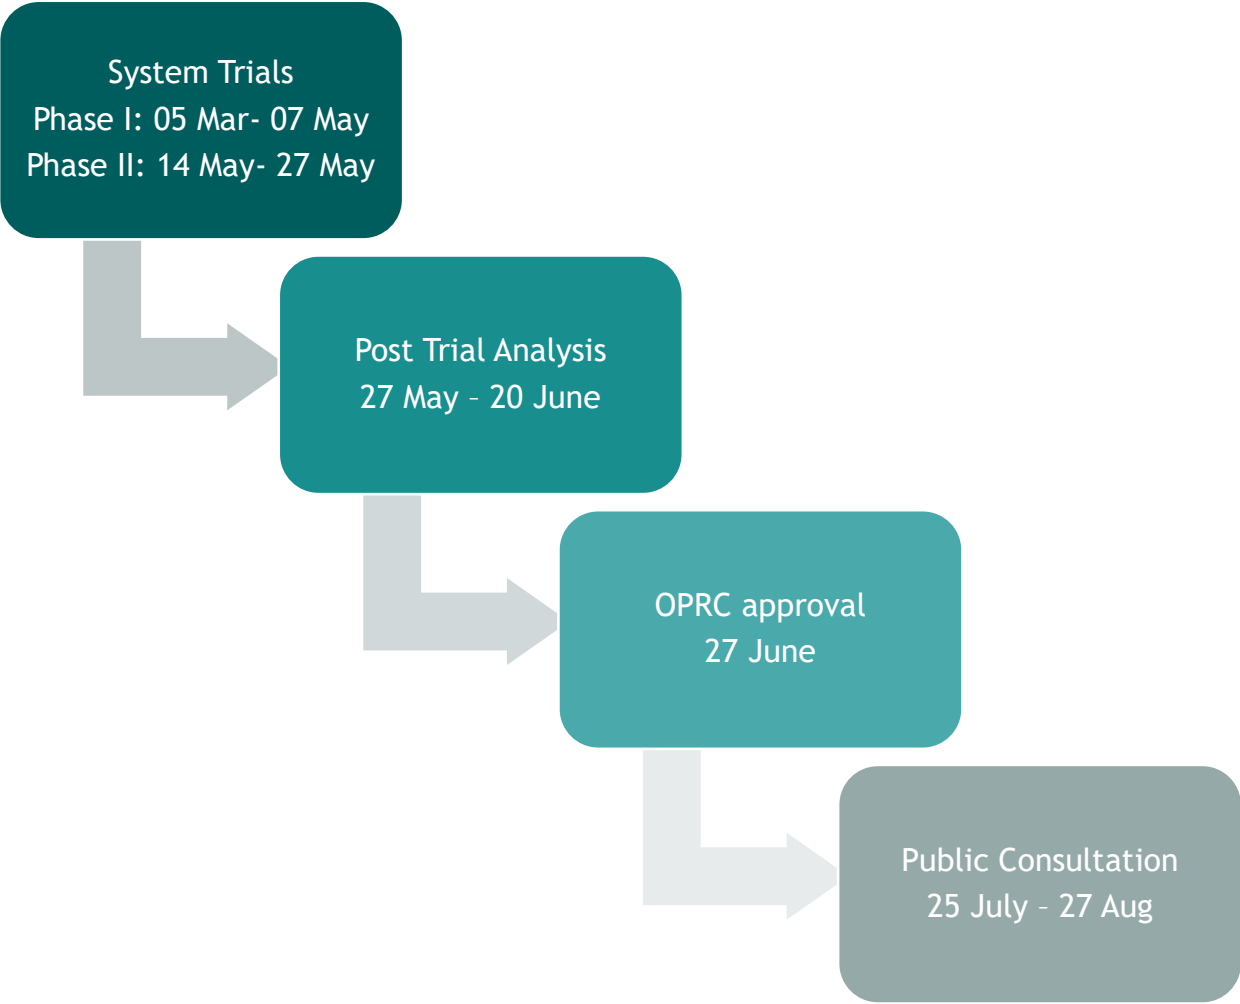 System Trials
Phase I: 05 Mar- 07 May
Phase II: 14 May- 27 May
Post Trial Analysis
27 May – 20 June
OPRC approval
27 June
Public Consultation
25 July – 27 Aug